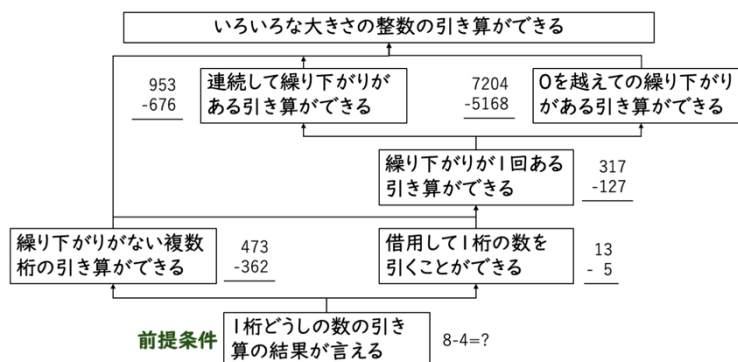 いろいろな大きさの整数の引き算ができる
953
-676
連続して繰り下がりが
ある引き算ができる
7204
-5168
0を越えての繰り下がり
がある引き算ができる
繰り下がりが1回ある
引き算ができる
317
-127
繰り下がりがない複数
桁の引き算ができる
473
-362
借用して1桁の数を
引くことができる
13
- 5
前提条件
1桁どうしの数の引き
算の結果が言える
8-4=?